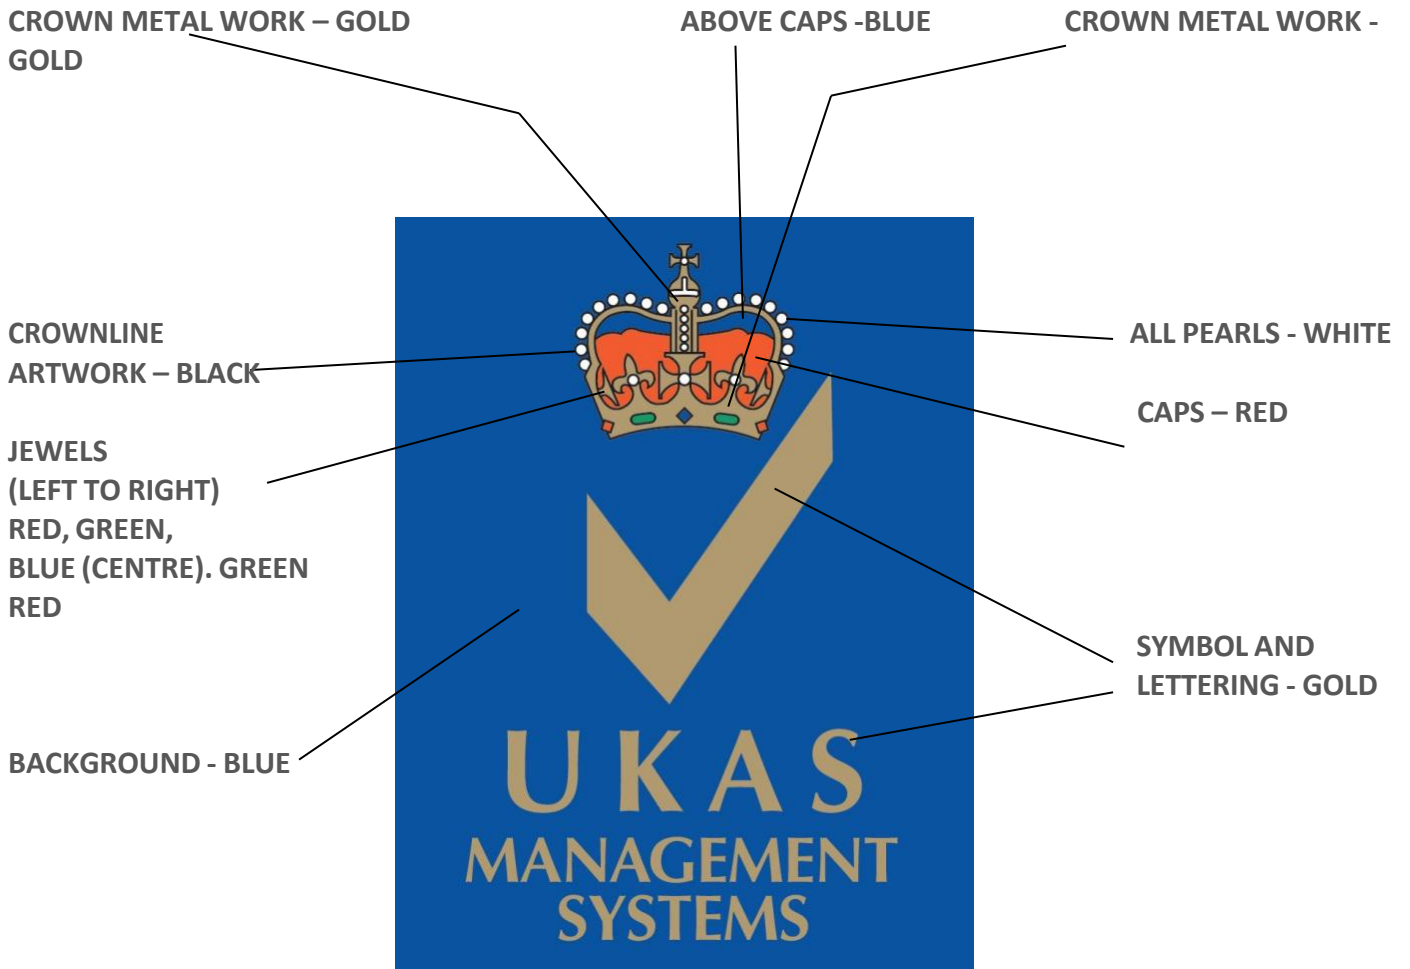 CROWN METAL WORK – GOLD ABOVE CAPS -BLUE CROWN METAL WORK -
GOLD
CROWNLINE
ARTWORK – BLACK
ALL PEARLS - WHITE
CAPS – RED
JEWELS
(LEFT TO RIGHT)
RED, GREEN,
BLUE (CENTRE). GREEN
RED
SYMBOL AND
LETTERING - GOLD
BACKGROUND - BLUE
UKAS
MANAGEMENT
SYSTEMS